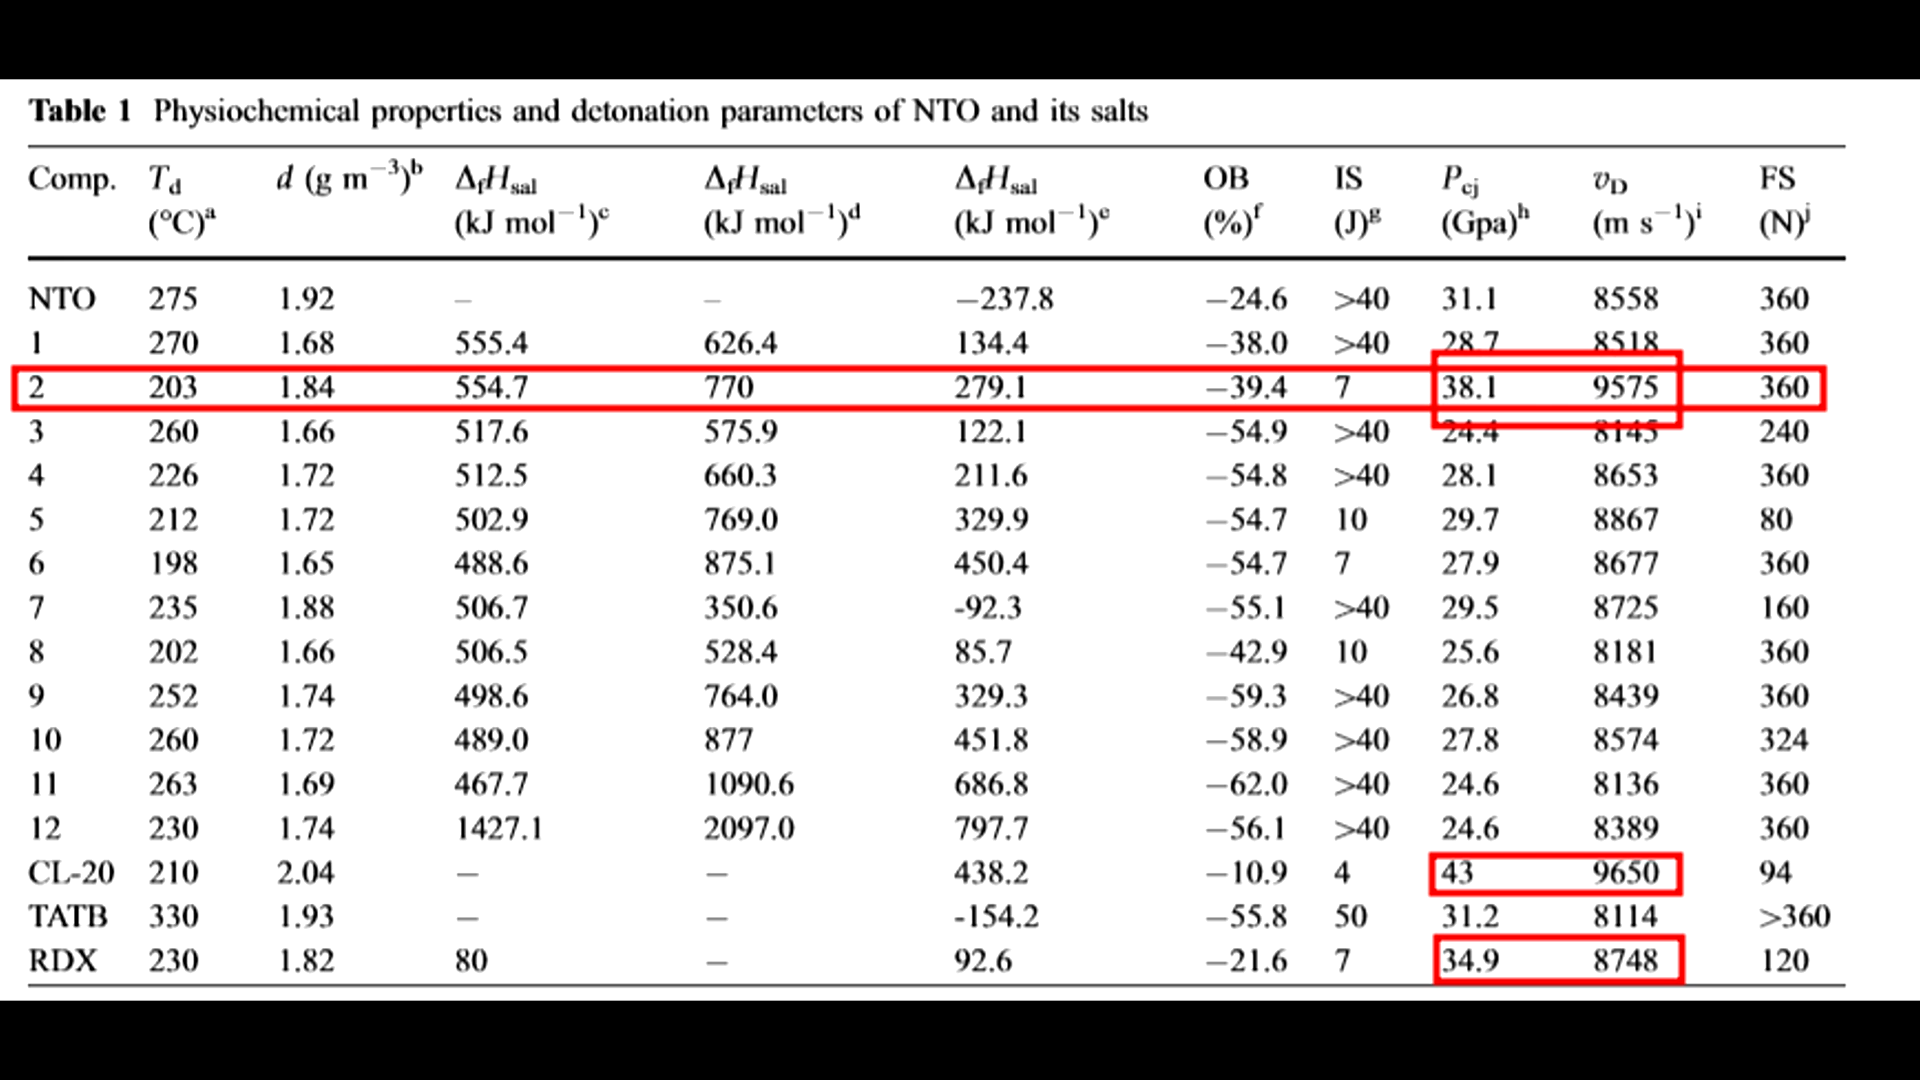 Table 1 Physiochemical properties and detonation parameters of NTO and its salts
Comp. Td (°C)a d (g m−3)b ΔfHsal (kJ mol−1)c ΔfHsal (kJ mol−1)d ΔfHsal (kJ mol−1)e OB (%)f IS (J)g Pcj (Gpa)h vD (m s−1)i FS (N)j
NTO 275 1.92 – – −237.8 −24.6 >40 31.1 8558 360
1 270 1.68 555.4 626.4 134.4 −38.0 >40 28.7 8518 360
2 203 1.84 554.7 770 279.1 −39.4 7 38.1 9575 360
3 260 1.66 517.6 575.9 122.1 −54.9 >40 24.4 8145 240
4 226 1.72 512.5 660.3 211.6 −54.8 >40 28.1 8653 360
5 212 1.72 502.9 769.0 329.9 −54.7 10 29.7 8867 80
6 198 1.65 488.6 875.1 450.4 −54.7 7 27.9 8677 360
7 235 1.88 506.7 350.6 -92.3 −55.1 >40 29.5 8725 160
8 202 1.66 506.5 528.4 85.7 −42.9 10 25.6 8181 360
9 252 1.74 498.6 764.0 329.3 −59.3 >40 26.8 8439 360
10 260 1.72 489.0 877 451.8 −58.9 >40 27.8 8574 324
11 263 1.69 467.7 1090.6 686.8 −62.0 >40 24.6 8136 360
12 230 1.74 1427.1 2097.0 797.7 −56.1 >40 24.6 8389 360
CL-20 210 2.04 – – 438.2 −10.9 4 43 9650 94
TATB 330 1.93 – – -154.2 −55.8 50 31.2 8114 >360
RDX 230 1.82 80 – 92.6 −21.6 7 34.9 8748 120